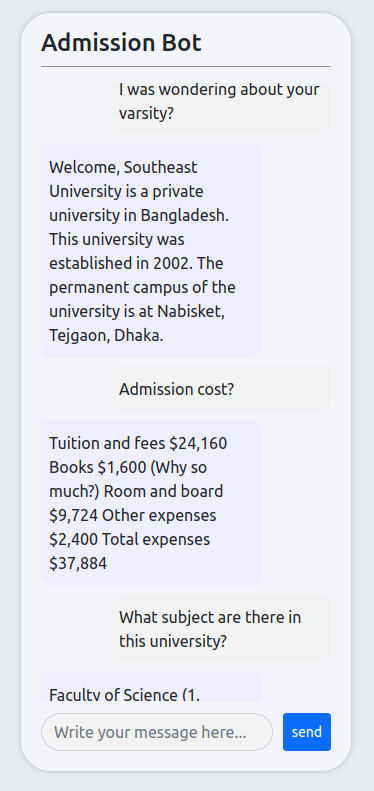 Admission Bot
I was wondering about your
varsity?
Welcome, Southeast
University is a private
university in Bangladesh.
This university was
established in 2002. The
permanent campus of the
university is at Nabisket,
Tejgaon, Dhaka.
Admission cost?
Tuition and fees $24,160
Books $1,600 (Why so
much?) Room and board
$9,724 Other expenses
$2,400 Total expenses
$37,884
What subject are there in
this university?
Faculty of Science (1.
Write your message here...
send